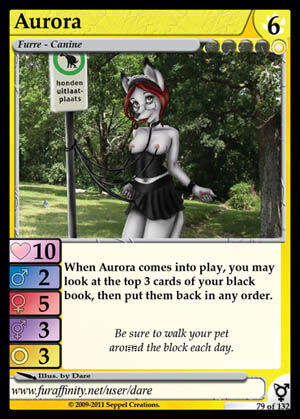 Aurora
6
Furre - Canine
honden
uitlaat-
plaats
10
2
5
3
3
When Aurora comes into play, you may
look at the top 3 cards of your black
book, then put them back in any order.
Be sure to walk your pet
around the block each day.
Illus. by Dare
www.furaffinity.net/user/dare
© 2009-2011 Seppel Creations.
79 of 132